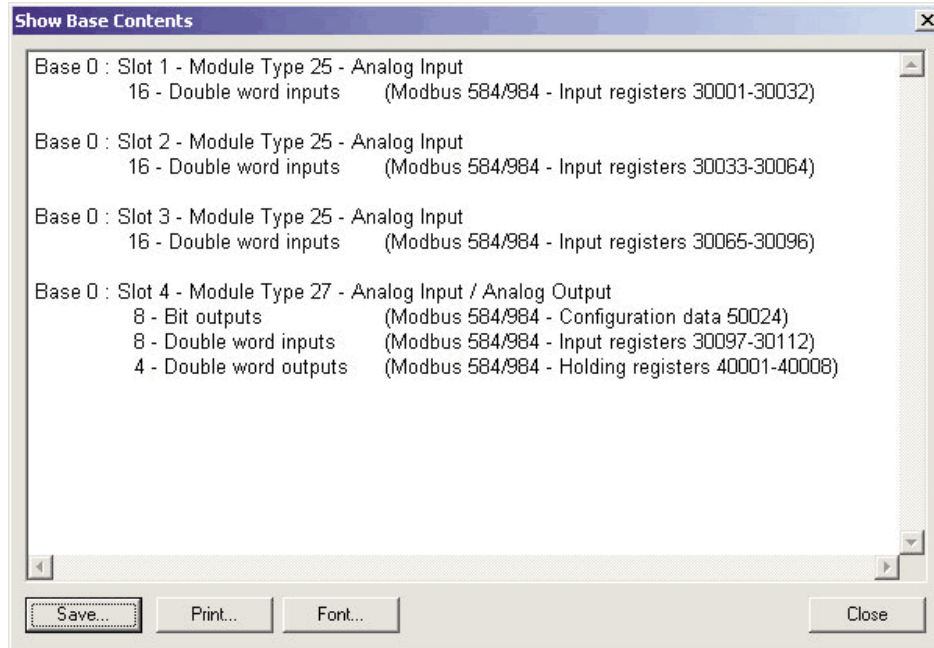 Show Base Contents
Base 0 : Slot 1 - Module Type 25 - Analog Input
16 - Double word inputs (Modbus 584/984 - Input registers 30001-30032)
Base 0 : Slot 2 - Module Type 25 - Analog Input
16 - Double word inputs (Modbus 584/984 - Input registers 30033-30064)
Base 0 : Slot 3 - Module Type 25 - Analog Input
16 - Double word inputs (Modbus 584/984 - Input registers 30065-30096)
Base 0 : Slot 4 - Module Type 27 - Analog Input / Analog Output
8 - Bit outputs (Modbus 584/984 - Configuration data 50024)
8 - Double word inputs (Modbus 584/984 - Input registers 30097-30112)
4 - Double word outputs (Modbus 584/984 - Holding registers 40001-40008)
Save... Print... Font... Close